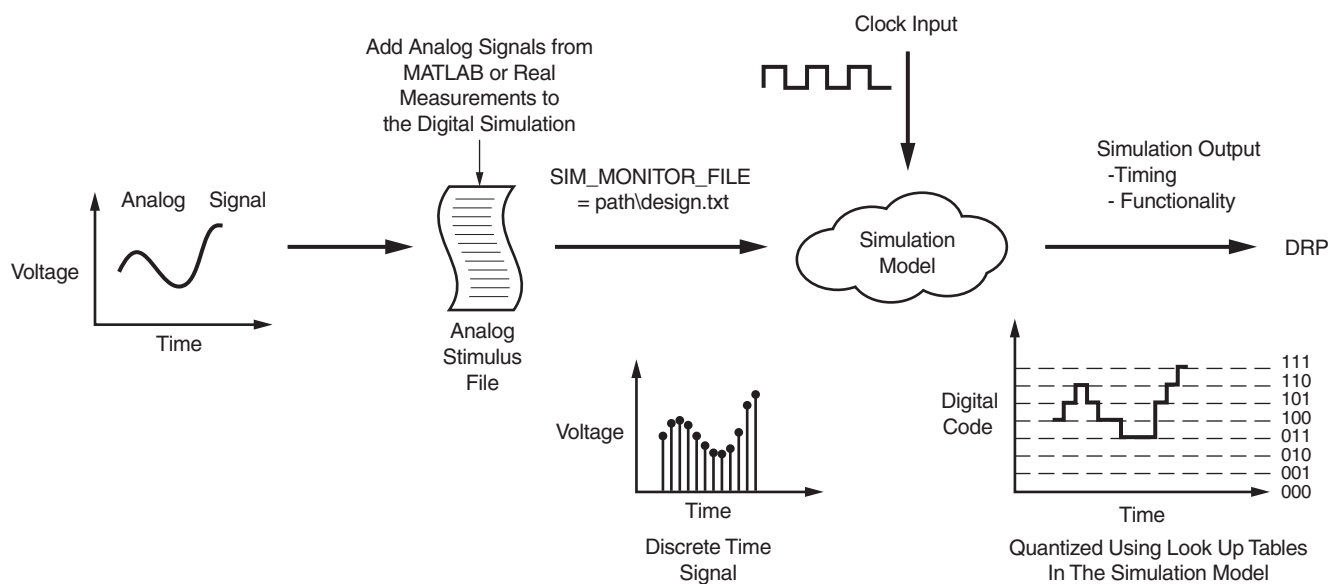 Clock Input
Add Analog Signals from
MATLAB or Real
Measurements to
the Digital Simulation
SIM_MONITOR_FILE
= path\design.txt
Simulation Output
-Timing
- Functionality
Analog Signal
Voltage
Time
Simulation
Model
DRP
Analog
Stimulus
File
Voltage
Time
Discrete Time
Signal
Digital
Code
111
110
101
100
011
010
001
000
Time
Quantized Using Look Up Tables
In The Simulation Model